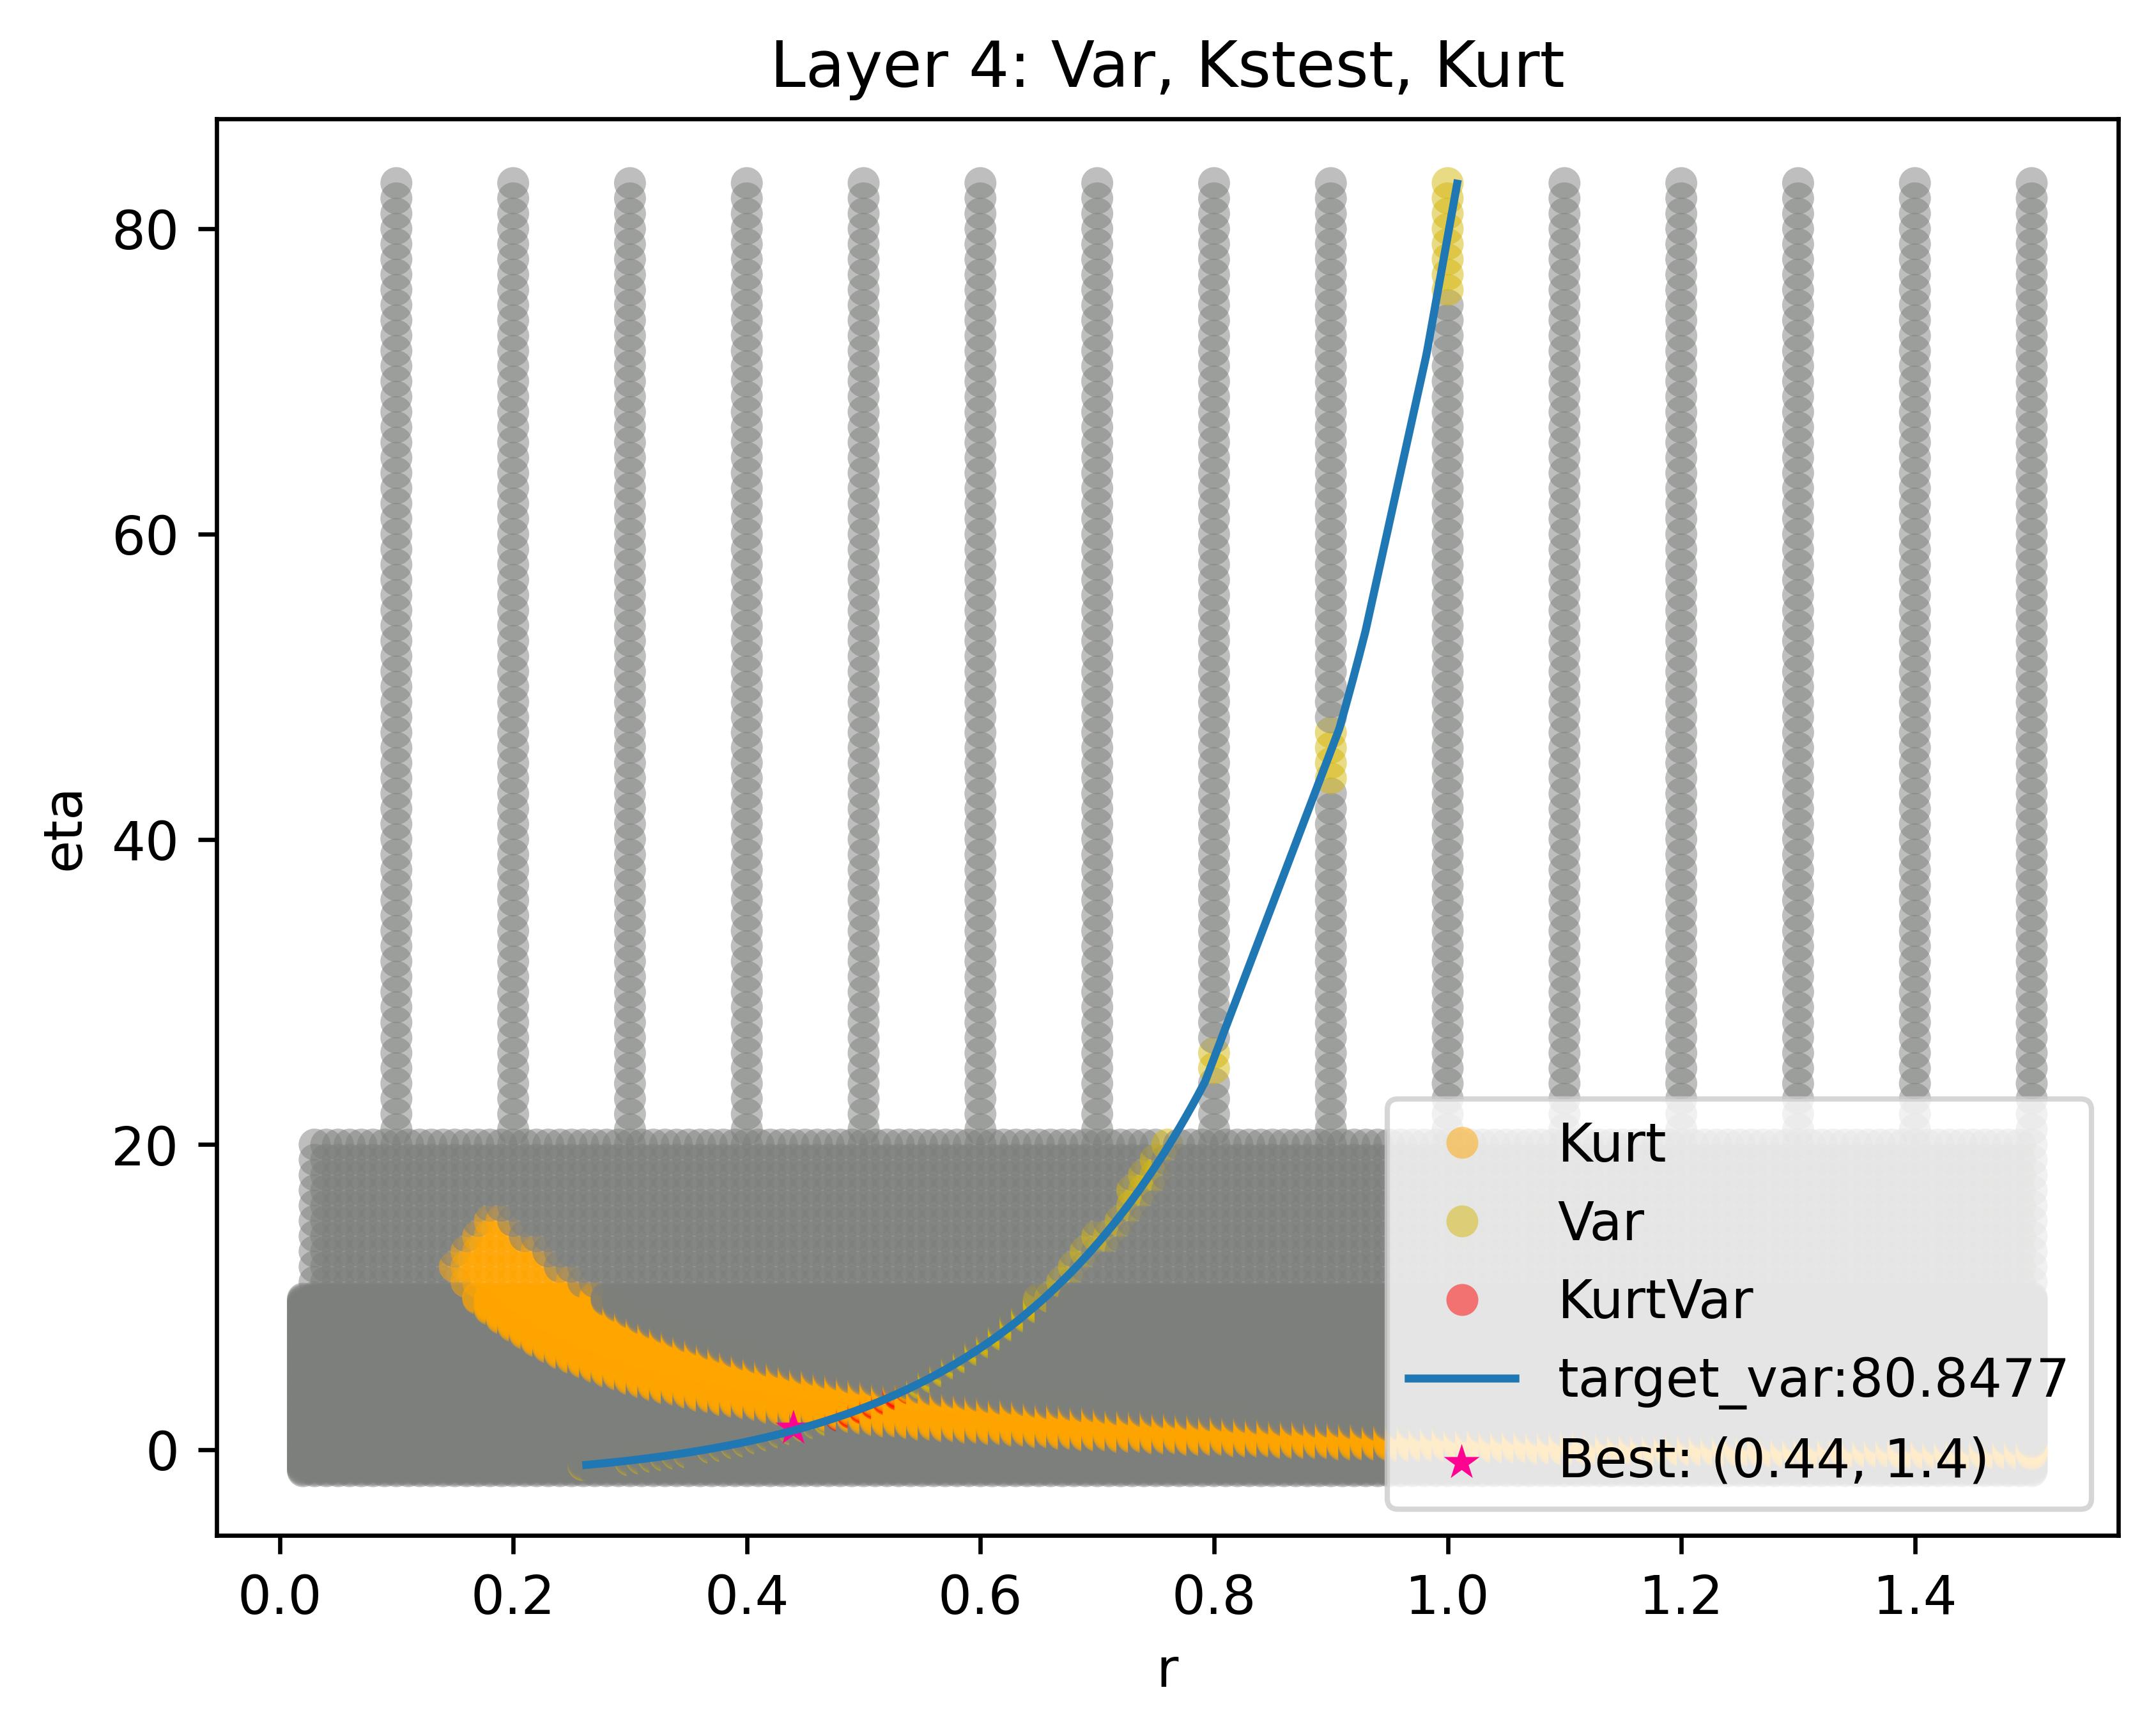 Layer 4: Var, Kstest, Kurt
eta
80
60
40
20
0
Kurt
Var
KurtVar
target_var:80.8477
Best: (0.44, 1.4)
0.0 0.2 0.4 0.6 0.8 1.0 1.2 1.4
r